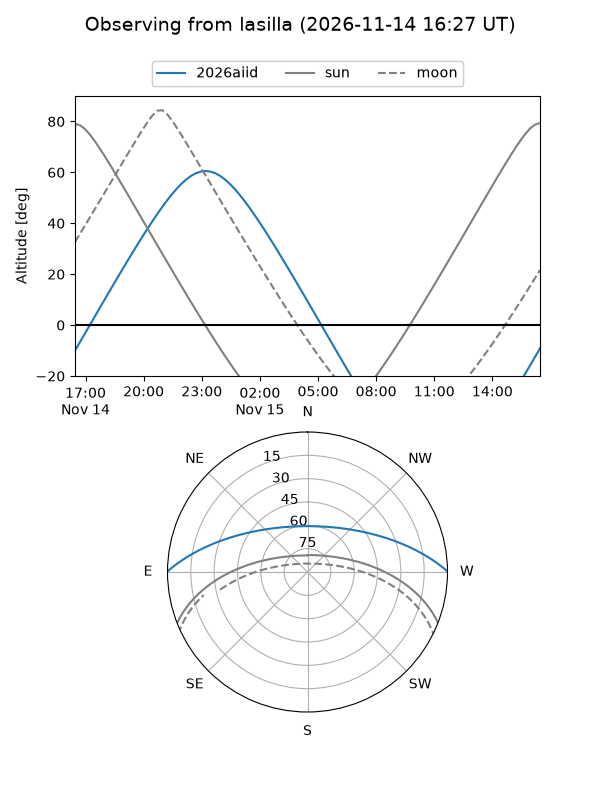 Observing from lasilla (2026-11-14 16:27 UT)
2026aiid sun moon
Altitude [deg]
80
60
40
20
0
−20
17:00 20:00 23:00 02:00 05:00 08:00 11:00 14:00
Nov 14 Nov 15
N
NE NW
15
30
45
60
75
E W
SE SW
S